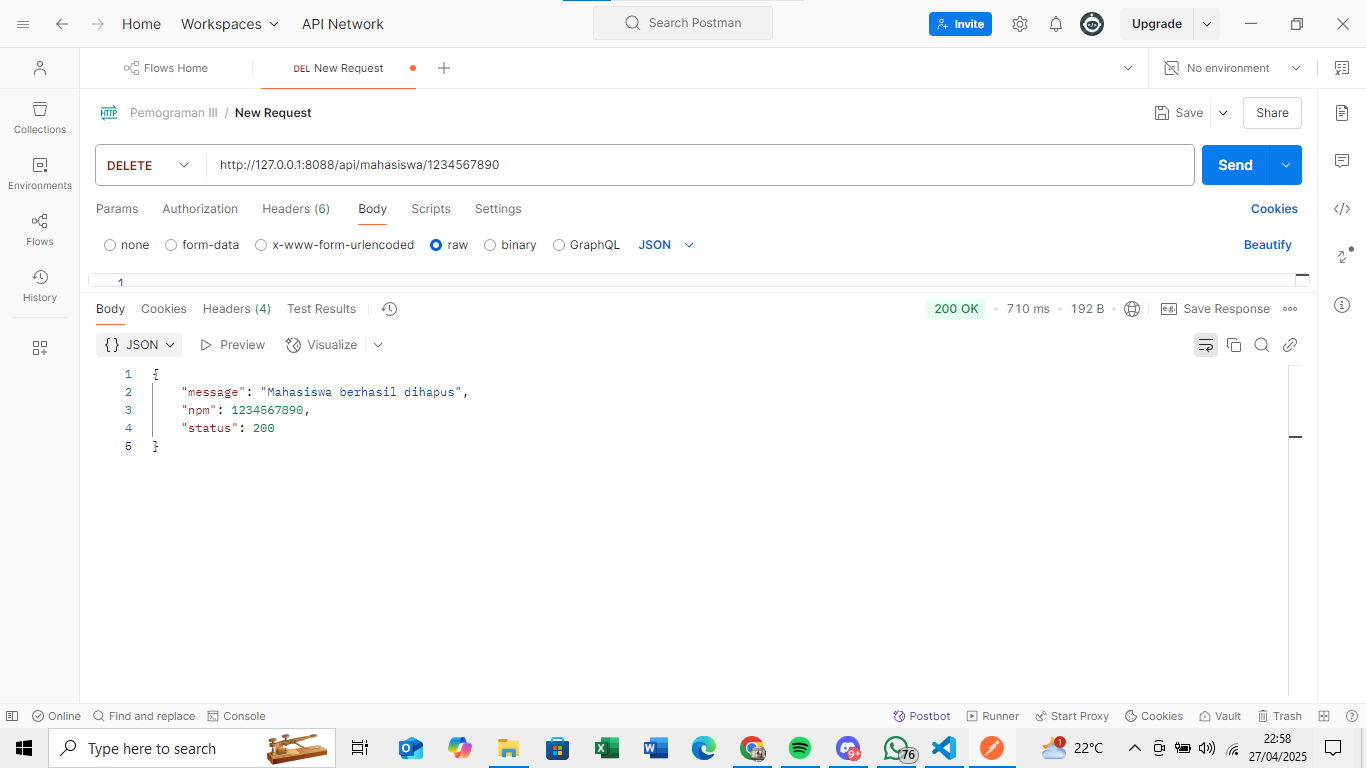 Home Workspaces API Network Search Postman Invite Upgrade
Flows Home DEL New Request No environment
HTTP Pemograman III / New Request Save Share
DELETE http://127.0.0.1:8088/api/mahasiswa/1234567890 Send
Params Authorization Headers (6) Body Scripts Settings Cookies
none form-data x-www-form-urlencoded raw binary GraphQL JSON Beautify
1
Collections
Environments
Flows
History
Body Cookies Headers (4) Test Results 200 OK 710 ms 192 B e.g. Save Response
{} JSON Preview Visualize
1 {
2 "message": "Mahasiswa berhasil dihapus",
3 "npm": 1234567890,
4 "status": 200
5 }
Online Find and replace Console Postbot Runner Start Proxy Cookies Vault Trash
Type here to search 9+ 76 1 22°C 22:58
27/04/2025